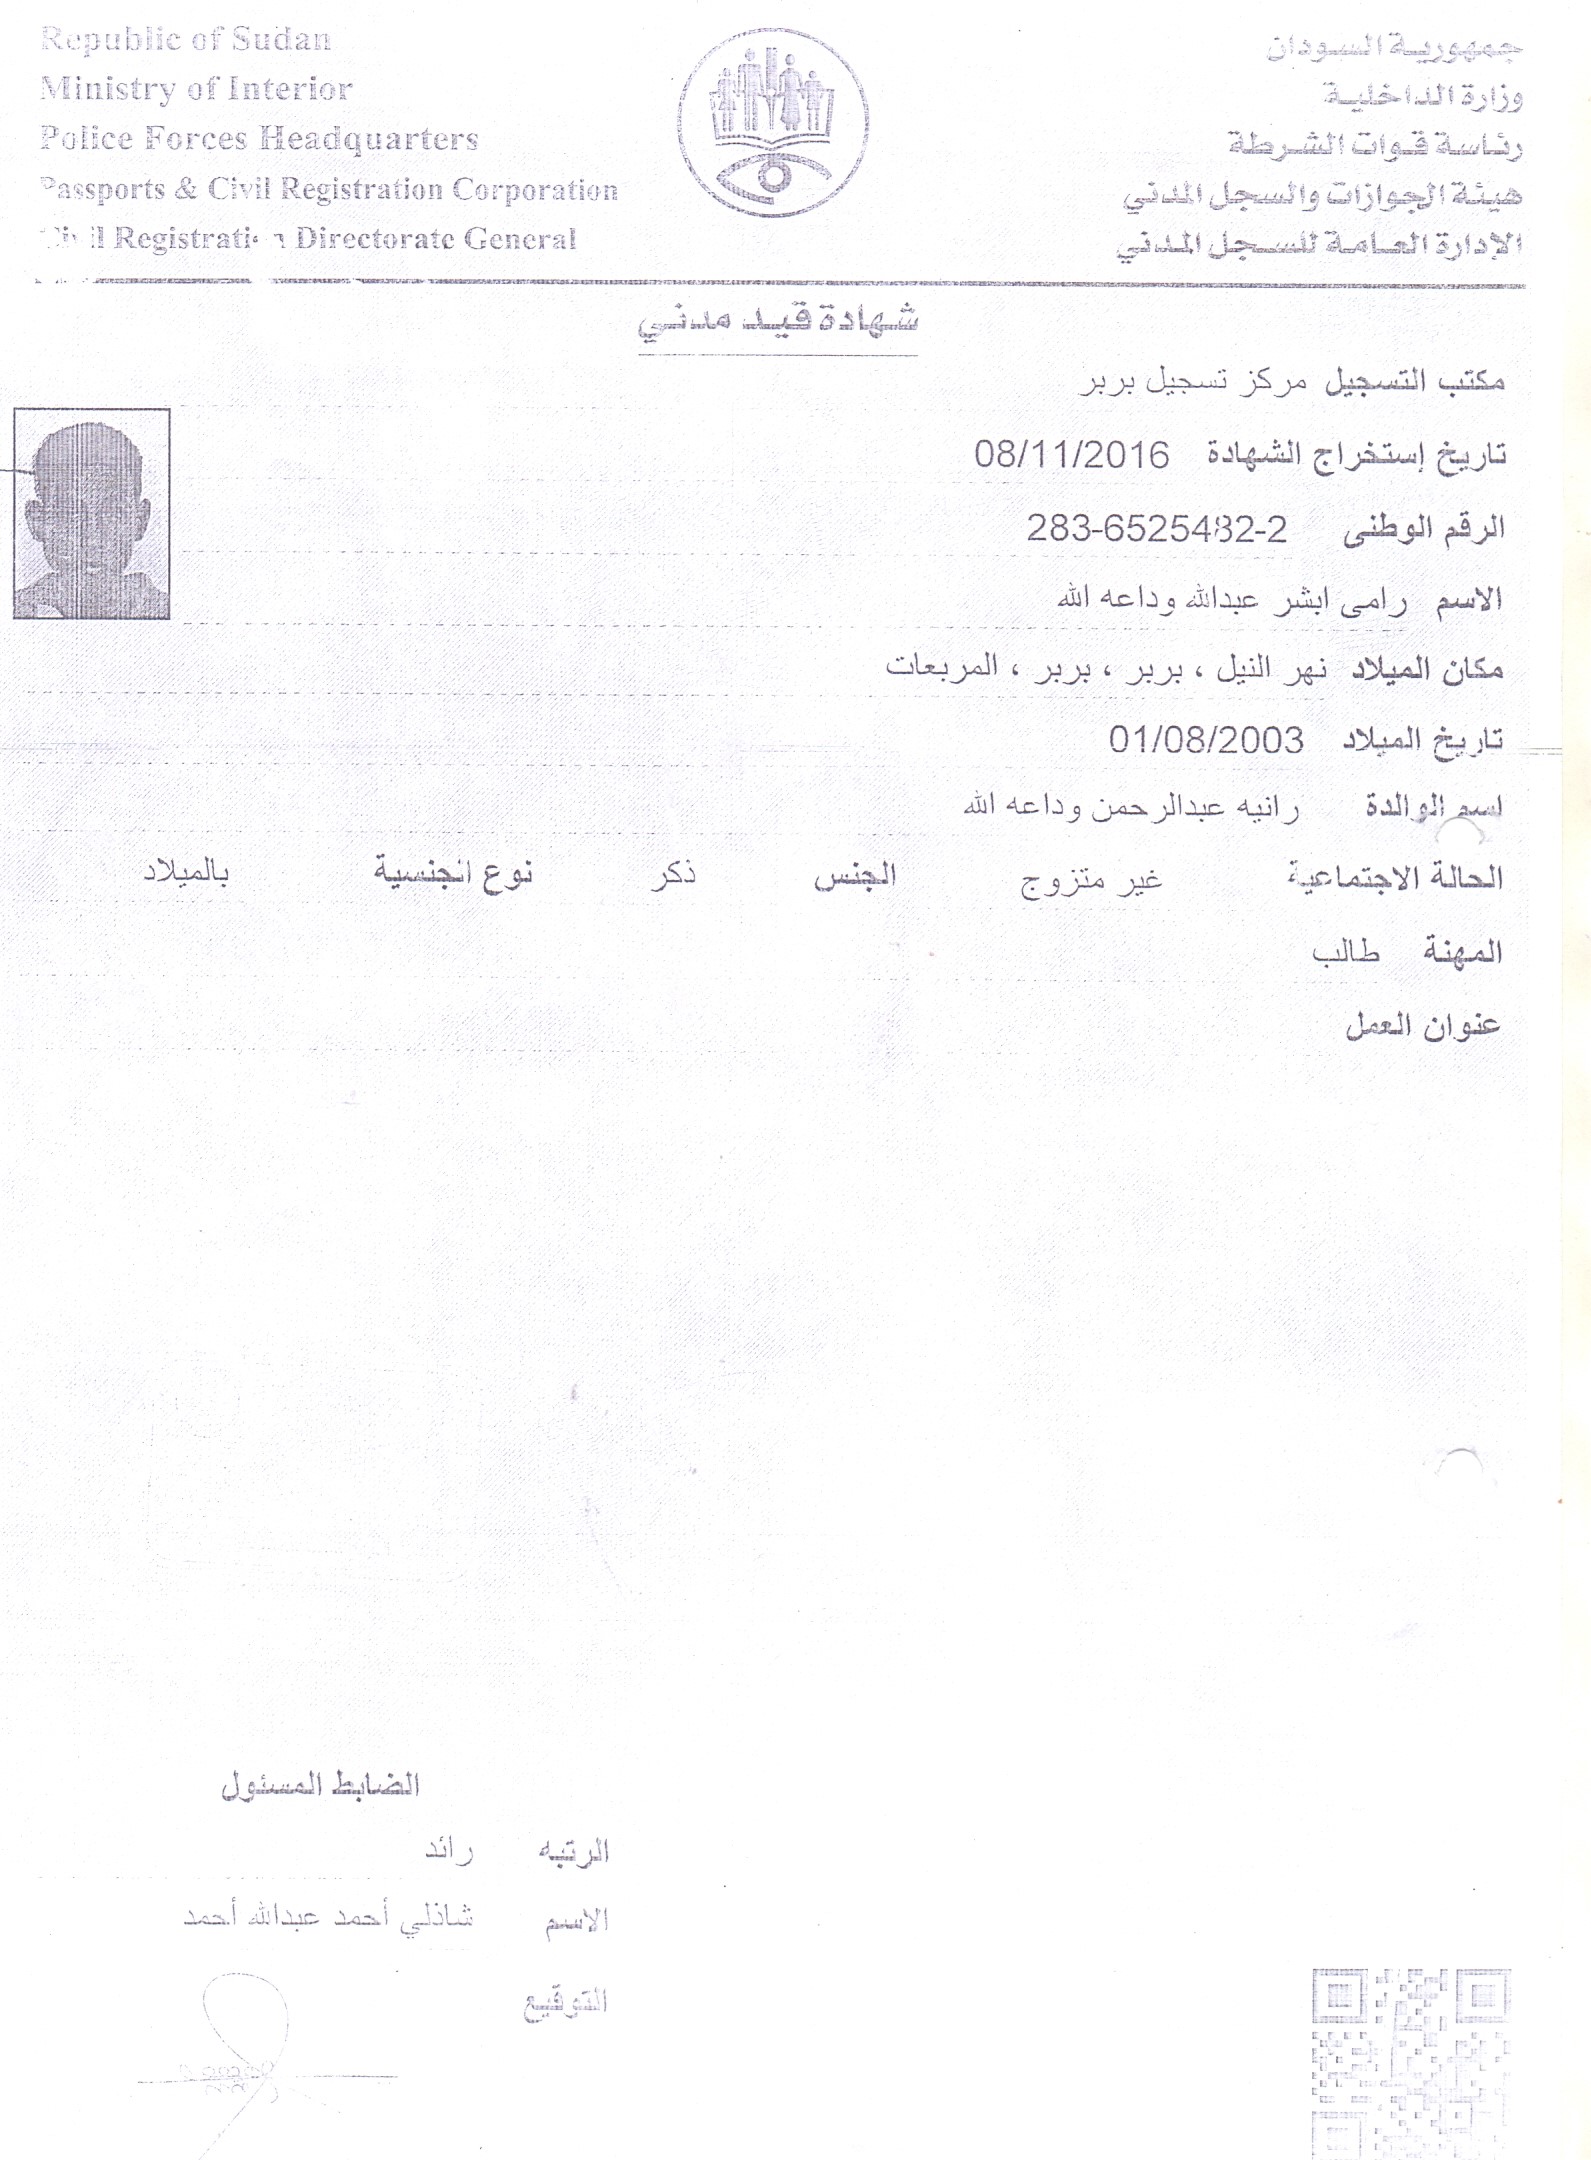 Republic of Sudan
Ministry of Interior
Police Forces Headquarters
Passports & Civil Registration Corporation
Civil Registration Directorate General
جمهورية السودان
وزارة الداخلية
رئاسة قوات الشرطة
هيئة الجوازات والسجل المدني
الإدارة العامة للسجل المدني
شهادة قيد مدني
مكتب التسجيل مركز تسجيل بربر
تاريخ إستخراج الشهادة 08/11/2016
الرقم الوطنى 283-6525482-2
الاسم رامى ابشر عبدالله وداعه الله
مكان الميلاد نهر النيل ، بربر ، بربر ، المربعات
تاريخ الميلاد 01/08/2003
اسم الوالدة رانيه عبدالرحمن وداعه الله
الحالة الاجتماعية غير متزوج الجنس ذكر نوع الجنسية بالميلاد
المهنة طالب
عنوان العمل
الضابط المسئول
الرتبه رائد
الاسم شاذلي أحمد عبدالله أحمد
التوقيع